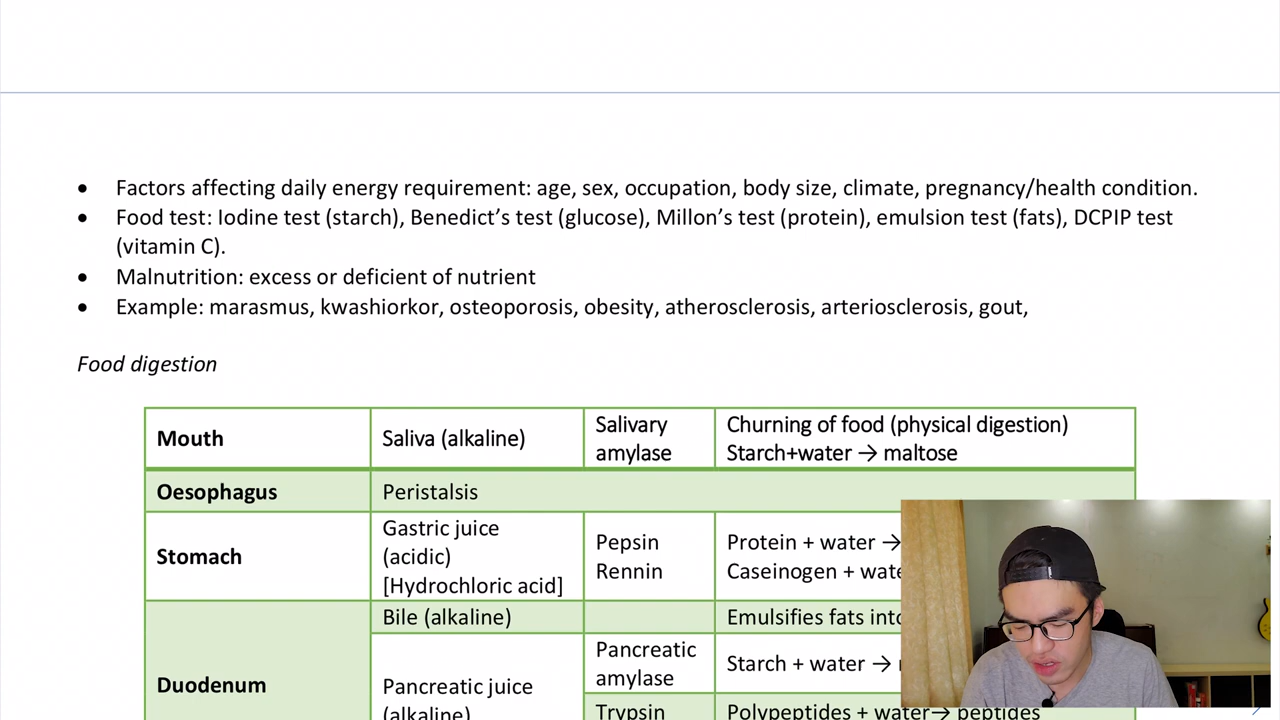 • Factors affecting daily energy requirement: age, sex, occupation, body size, climate, pregnancy/health condition.
• Food test: Iodine test (starch), Benedict’s test (glucose), Millon’s test (protein), emulsion test (fats), DCPIP test
(vitamin C).
• Malnutrition: excess or deficient of nutrient
• Example: marasmus, kwashiorkor, osteoporosis, obesity, atherosclerosis, arteriosclerosis, gout,
Food digestion
Mouth
Saliva (alkaline)
Salivary
amylase
Churning of food (physical digestion)
Starch+water → maltose
Oesophagus
Peristalsis
Stomach
Gastric juice
(acidic)
[Hydrochloric acid]
Pepsin
Rennin
Protein + water →
Caseinogen +
Duodenum
Bile (alkaline)
Emulsifies fats
Pancreatic juice
(alkaline)
Pancreatic
amylase
Starch + water →
Trypsin
Polypeptides + water→ peptides